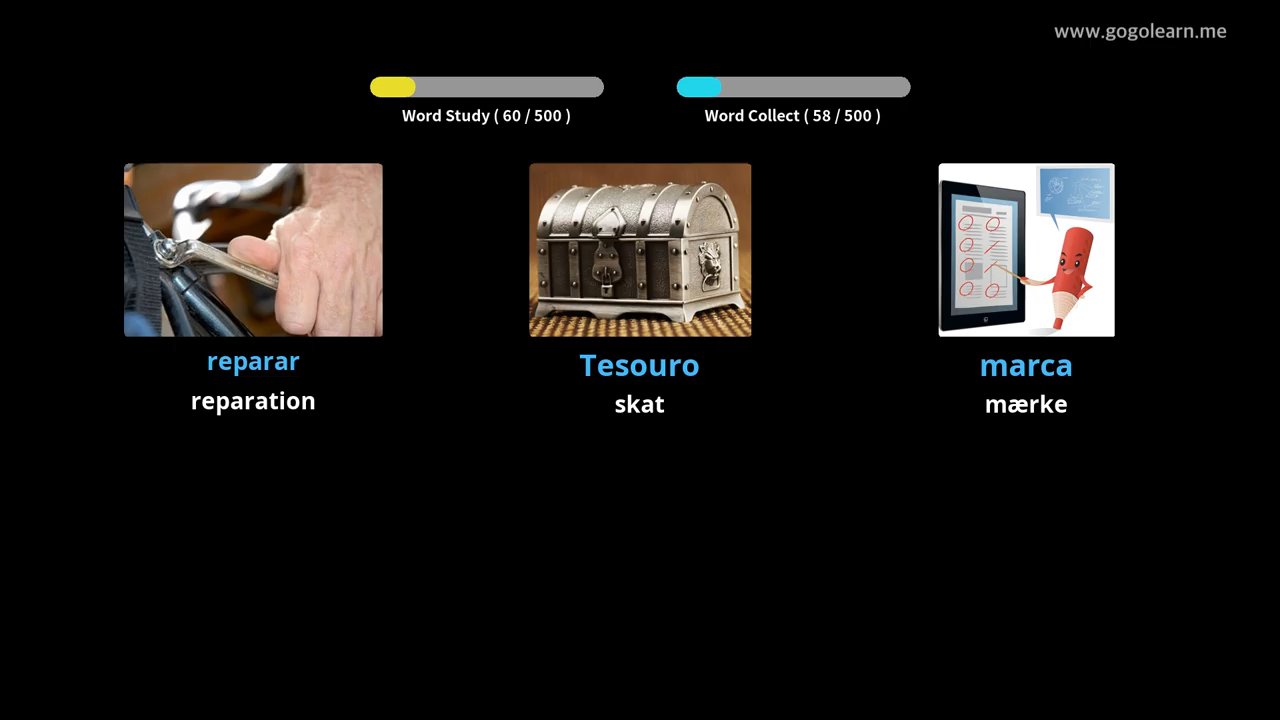 www.gogolearn.me
Word Study ( 60 / 500 )
Word Collect ( 58 / 500 )
reparar
reparation
Tesouro
skat
marca
mærke